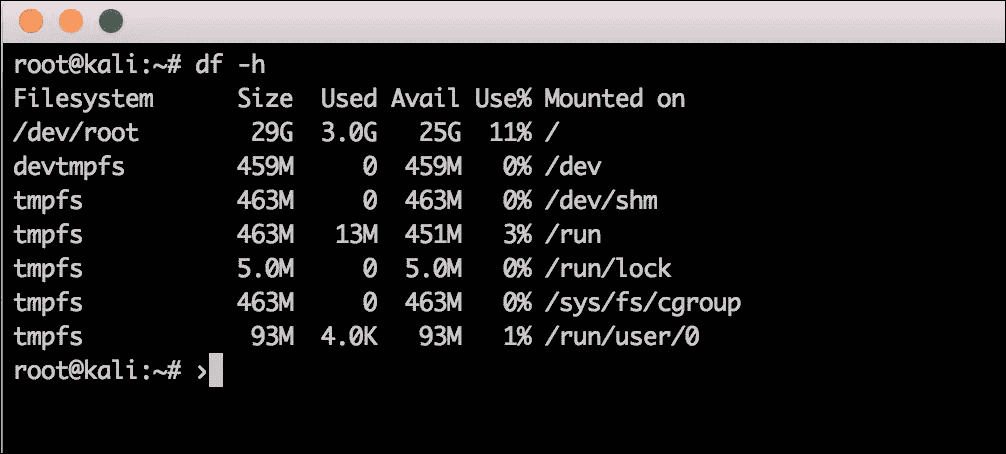 root@kali:~# df -h
Filesystem      Size  Used Avail Use% Mounted on
/dev/root        29G  3.0G   25G  11% /
devtmpfs        459M     0  459M   0% /dev
tmpfs           463M     0  463M   0% /dev/shm
tmpfs           463M   13M  451M   3% /run
tmpfs           5.0M     0  5.0M   0% /run/lock
tmpfs           463M     0  463M   0% /sys/fs/cgroup
tmpfs            93M  4.0K   93M   1% /run/user/0
root@kali:~# ›